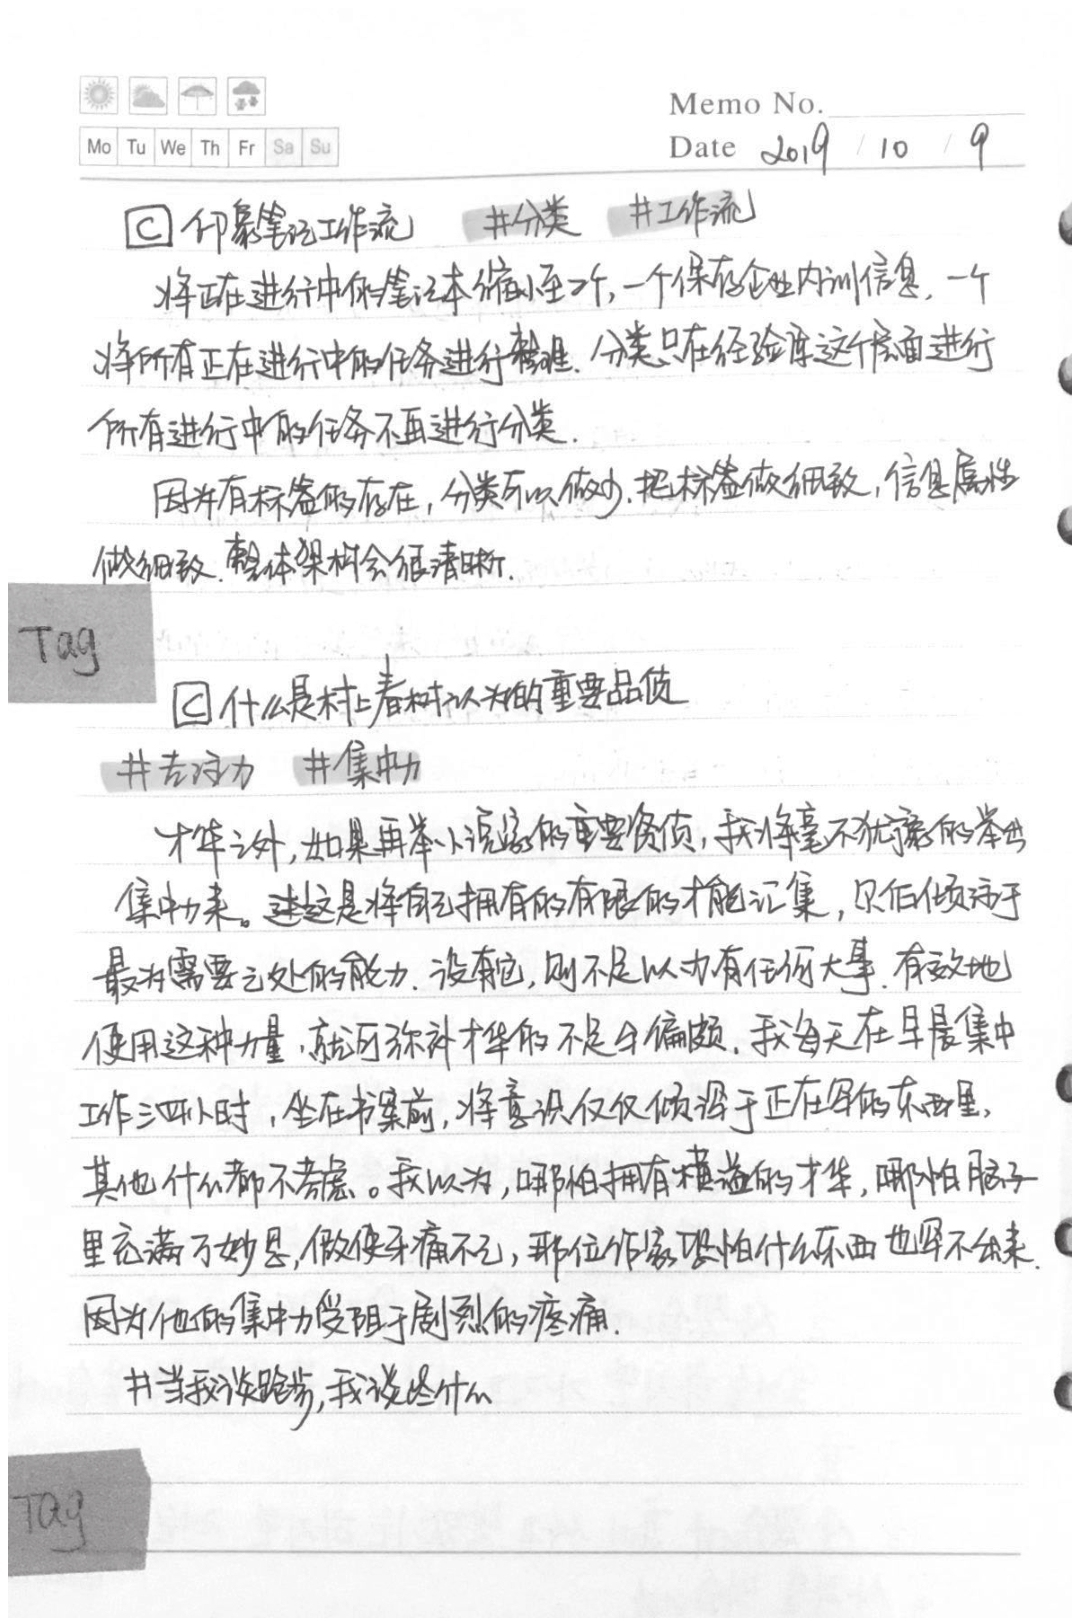 Memo No.
Mo Tu We Th Fr Sa Su
Date 2019 / 10 / 9
C 印象笔记工作流 #分类 #工作流
将正在进行中的笔记本缩小至2个,一个保存企业内训信息,一个
将所有正在进行中的任务进行整理.分类只在经验库这个层面进行
所有进行中的任务不再进行分类.
因为有标签的存在,分类可以做少.把标签做细致,信息属性
做细致.整体架构会很清晰.
Tag
C 什么是村上春树认为的重要品质
#专注力 #集中力
才华之外,如果再举小说家的重要资质,我将毫不犹豫的举出
集中力来。这是将自己拥有的有限的才能汇集,只倾注于
最为需要之处的能力.没有它,则不足以为有任何大事.有效地
使用这种力量,就可弥补才华的不足与偏颇.我每天在早晨集中
工作三四小时,坐在书案前,将意识仅仅倾泻于正在写的东西里,
其他什么都不考虑。我以为,哪怕拥有横溢的才华,哪怕脑子
里充满了妙思,假使牙痛不已,那位作家恐怕什么东西也写不出来.
因为他的集中力受阻于剧烈的疼痛.
#当我谈跑步,我谈些什么
Tag